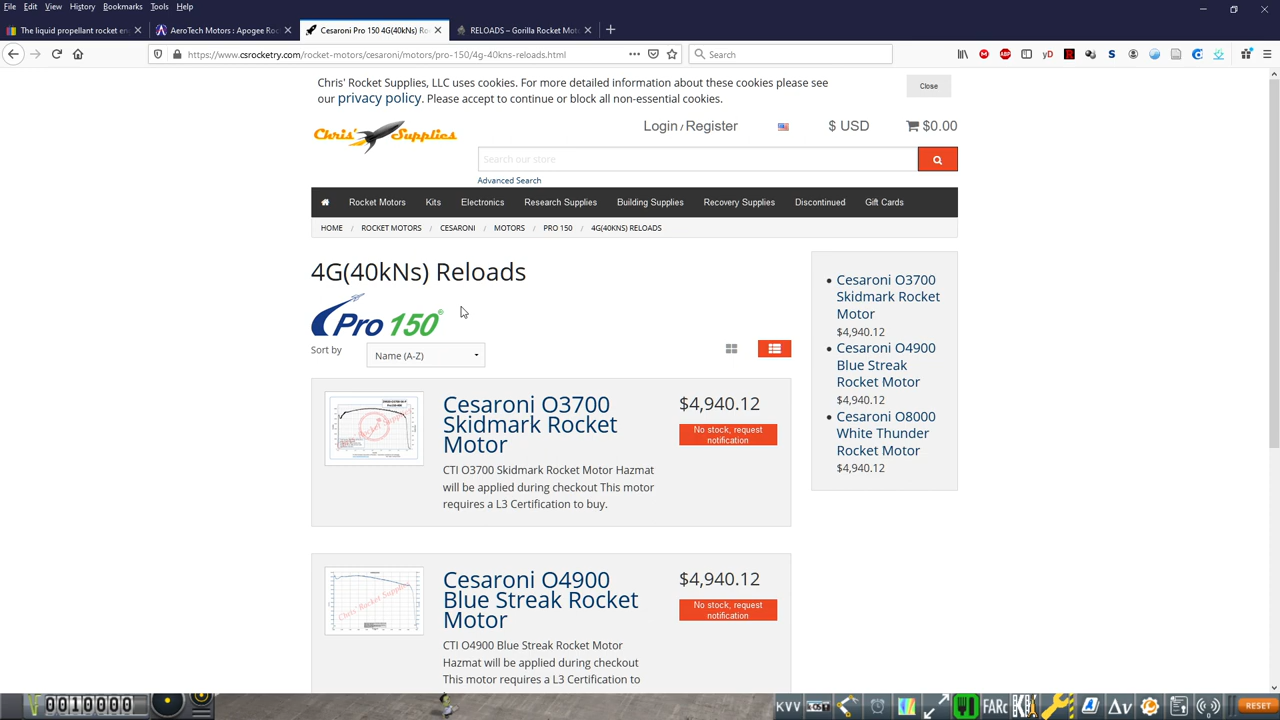 File Edit View History Bookmarks Tools Help
The liquid propellant rocket en
AeroTech Motors : Apogee Roc
Cesaroni Pro 150 4G(40kNs) Ro
RELOADS – Gorilla Rocket Moto
https://www.csrocketry.com/rocket-motors/cesaroni/motors/pro-150/4g-40kns-reloads.html
Search
Chris' Rocket Supplies, LLC uses cookies. For more detailed information about these cookies please see
our privacy policy. Please accept to continue or block all non-essential cookies.
Close
Chris' Supplies
Login / Register
$ USD
$0.00
Search our store
Advanced Search
Rocket Motors Kits Electronics Research Supplies Building Supplies Recovery Supplies Discontinued Gift Cards
HOME / ROCKET MOTORS / CESARONI / MOTORS / PRO 150 / 4G(40KNS) RELOADS
4G(40kNs) Reloads
Pro 150®
Sort by
Name (A-Z)
Cesaroni O3700
Skidmark Rocket
Motor
$4,940.12
No stock, request
notification
CTI O3700 Skidmark Rocket Motor Hazmat
will be applied during checkout This motor
requires a L3 Certification to buy.
Cesaroni O4900
Blue Streak Rocket
Motor
$4,940.12
No stock, request
notification
CTI O4900 Blue Streak Rocket Motor
Hazmat will be applied during checkout
This motor requires a L3 Certification to
Cesaroni O3700
Skidmark Rocket
Motor
$4,940.12
Cesaroni O4900
Blue Streak
Rocket Motor
$4,940.12
Cesaroni O8000
White Thunder
Rocket Motor
$4,940.12
KVV
FARc
Δv
RESET